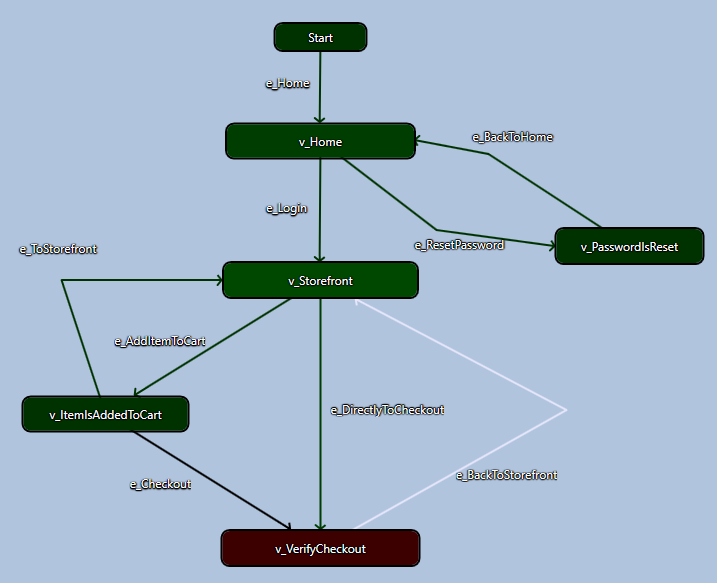 Start
e_Home
v_Home
e_BackToHome
e_Login
e_ResetPassword
v_PasswordIsReset
e_ToStorefront
v_Storefront
e_AddItemToCart
e_DirectlyToCheckout
v_ItemIsAddedToCart
e_BackToStorefront
e_Checkout
v_VerifyCheckout